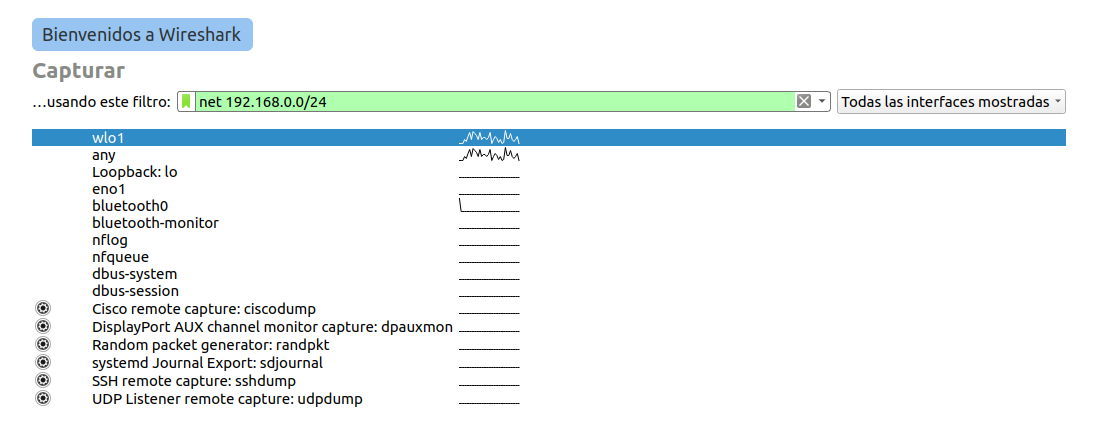 Bienvenidos a Wireshark
Capturar
...usando este filtro: net 192.168.0.0/24 Todas las interfaces mostradas
wlo1
any
Loopback: lo
eno1
bluetooth0
bluetooth-monitor
nflog
nfqueue
dbus-system
dbus-session
Cisco remote capture: ciscodump
DisplayPort AUX channel monitor capture: dpauxmon
Random packet generator: randpkt
systemd Journal Export: sdjournal
SSH remote capture: sshdump
UDP Listener remote capture: udpdump